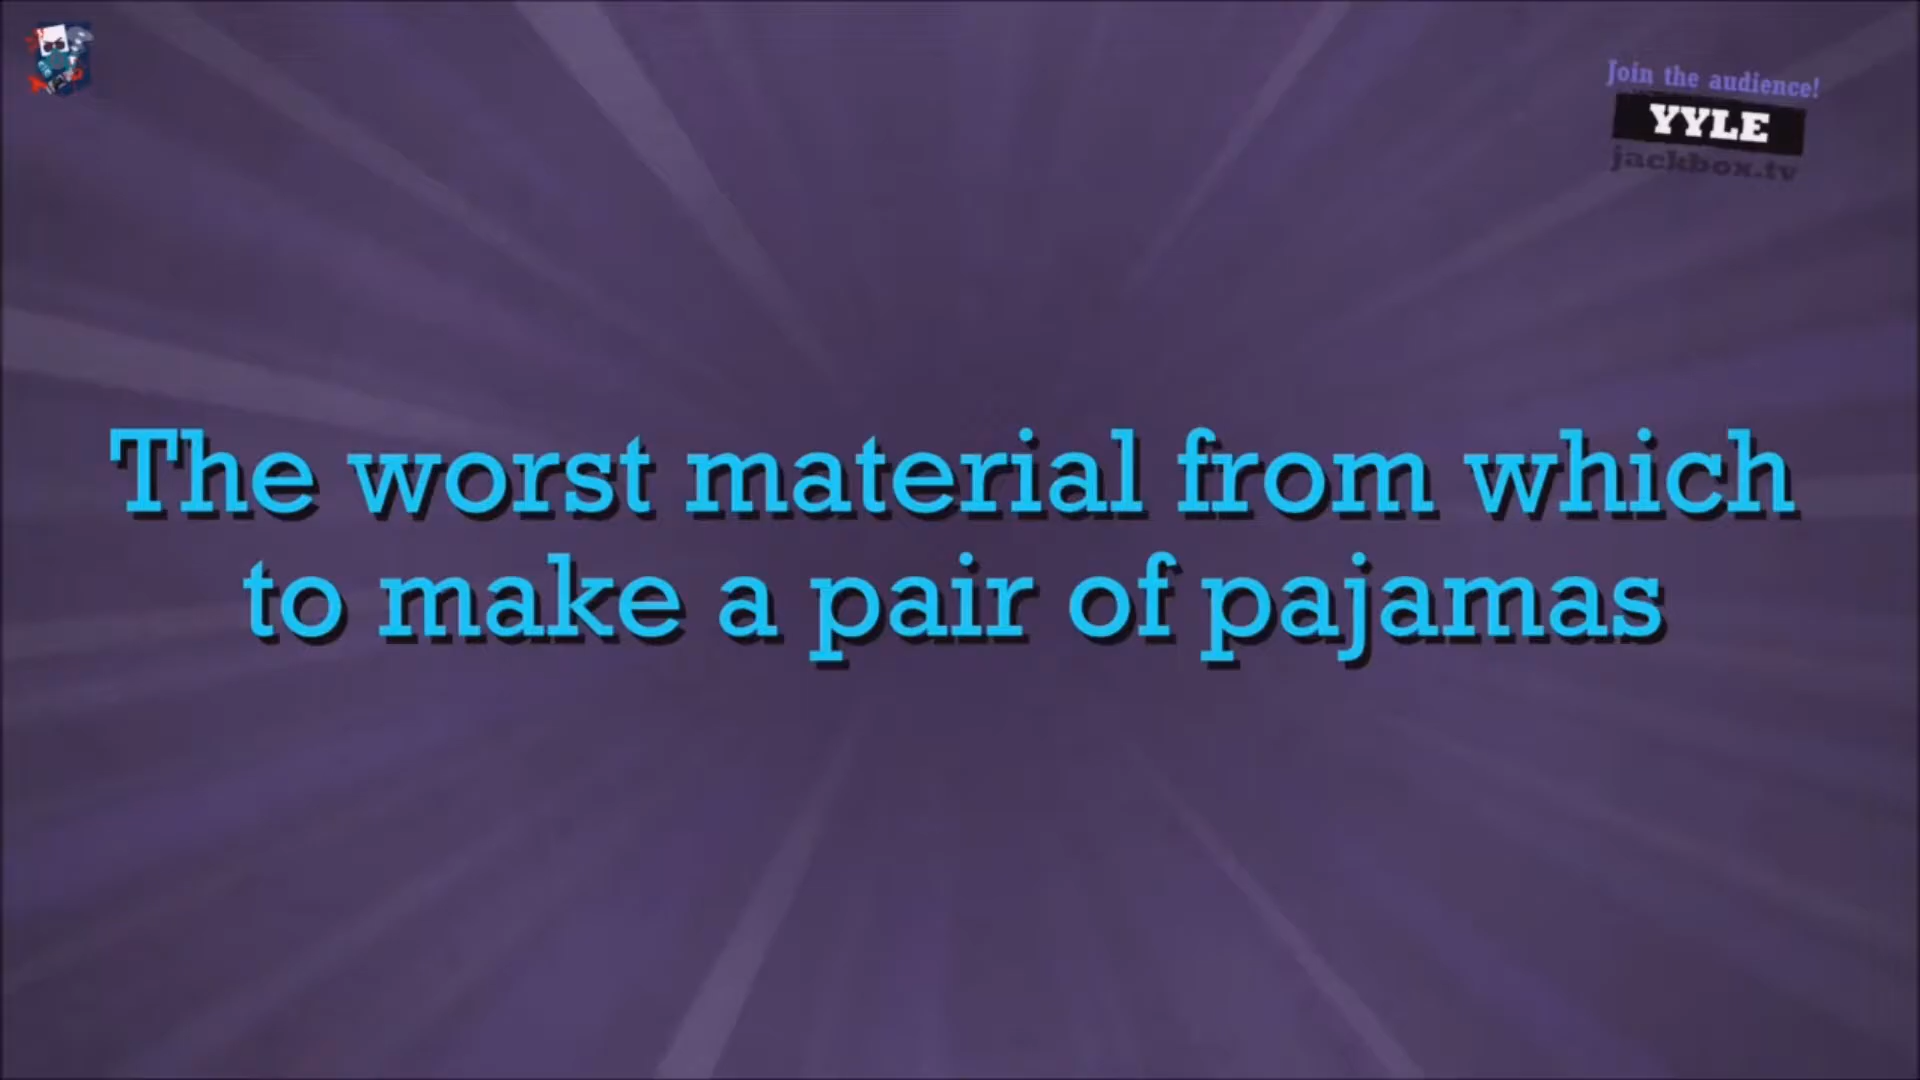 Join the audience!
YYLE
jackbox.tv
The worst material from which
to make a pair of pajamas